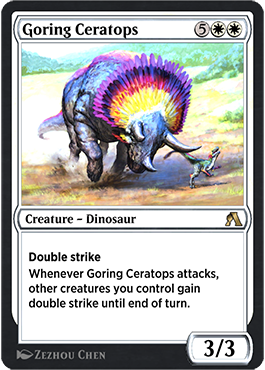 Goring Ceratops 5
Creature – Dinosaur
Double strike
Whenever Goring Ceratops attacks,
other creatures you control gain
double strike until end of turn.
Zezhou Chen
3/3